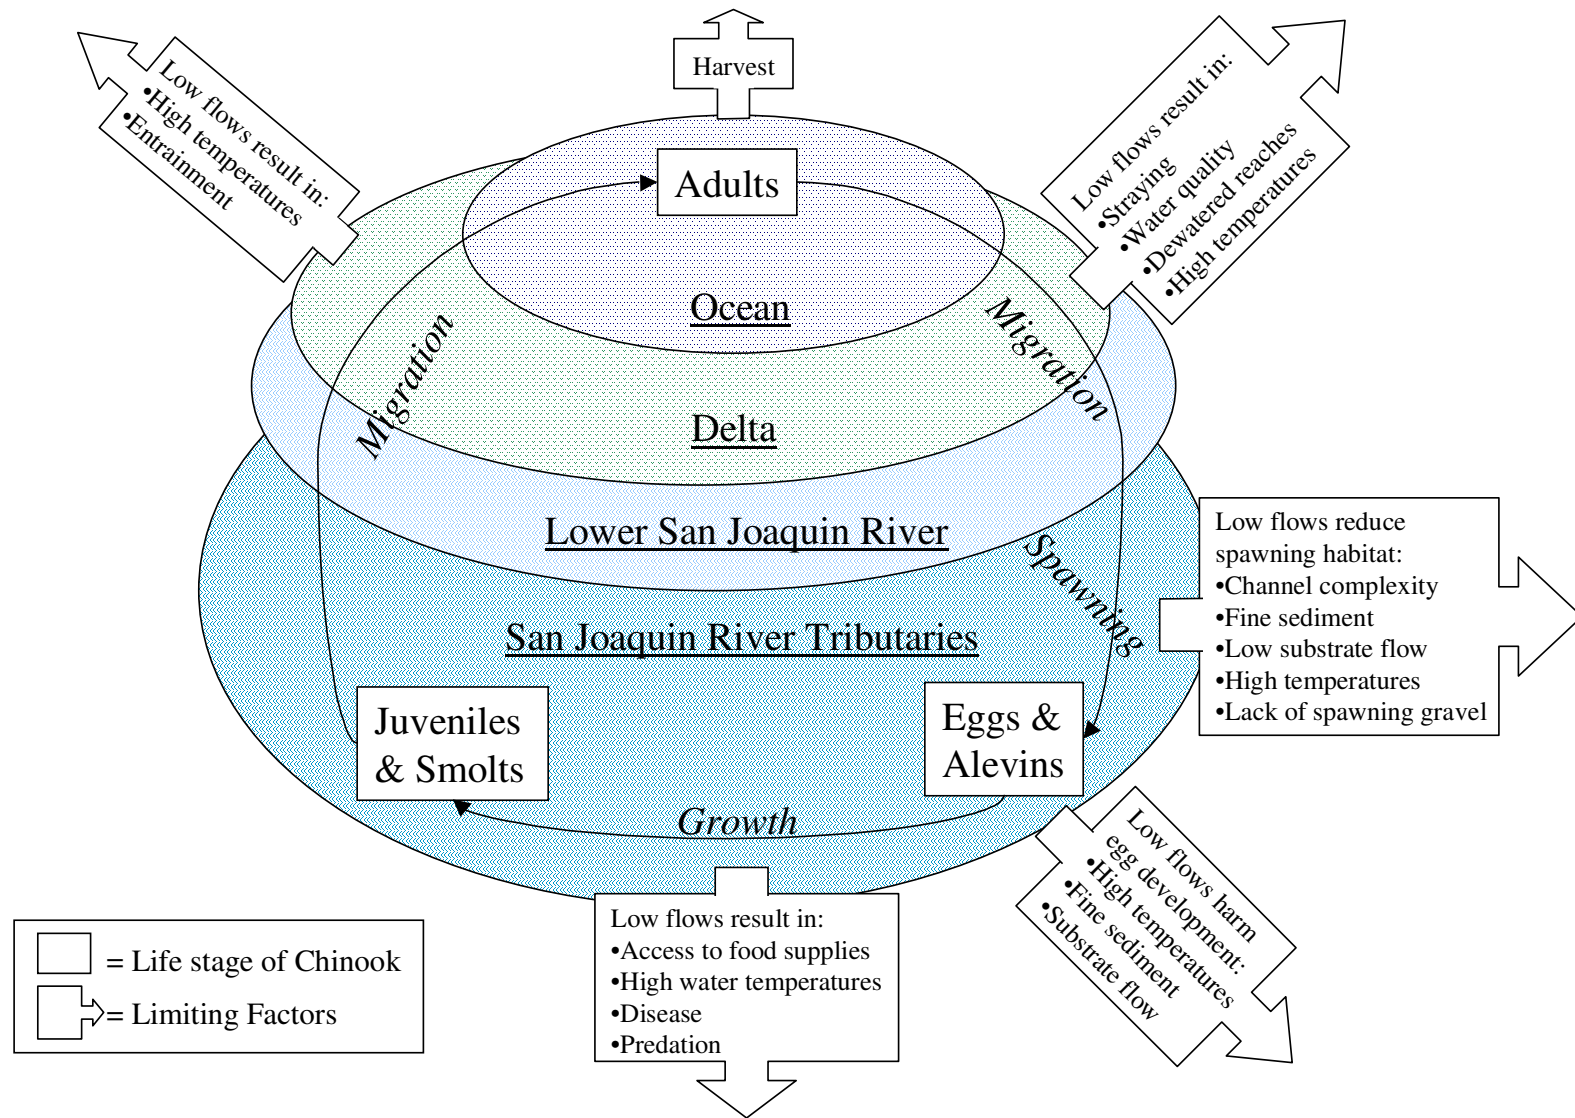 Harvest
Low flows result in:
•High temperatures
•Entrainment
Low flows result in:
•Straying
•Water quality
•Dewatered reaches
•High temperatures
Adults
Ocean
Migration
Migration
Delta
Lower San Joaquin River
Spawning
San Joaquin River Tributaries
Low flows reduce
spawning habitat:
•Channel complexity
•Fine sediment
•Low substrate flow
•High temperatures
•Lack of spawning gravel
Juveniles
& Smolts
Eggs &
Alevins
Growth
Low flows harm
egg development:
•High temperatures
•Fine sediment
•Substrate flow
Low flows result in:
•Access to food supplies
•High water temperatures
•Disease
•Predation
= Life stage of Chinook
= Limiting Factors